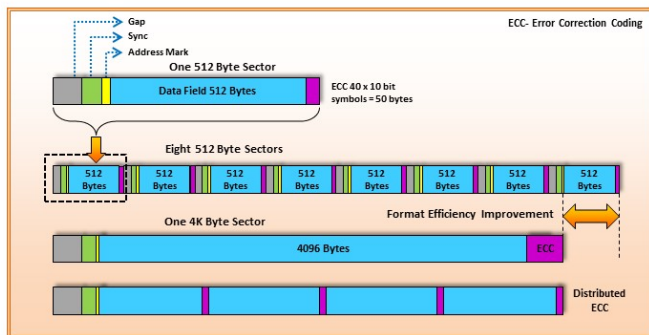 Gap
ECC- Error Correction Coding
Sync
Address Mark
One 512 Byte Sector
Data Field 512 Bytes
ECC 40 x 10 bit
symbols = 50 bytes
Eight 512 Byte Sectors
512 Bytes
512 Bytes
512 Bytes
512 Bytes
512 Bytes
512 Bytes
512 Bytes
512 Bytes
Format Efficiency Improvement
One 4K Byte Sector
4096 Bytes
ECC
Distributed
ECC